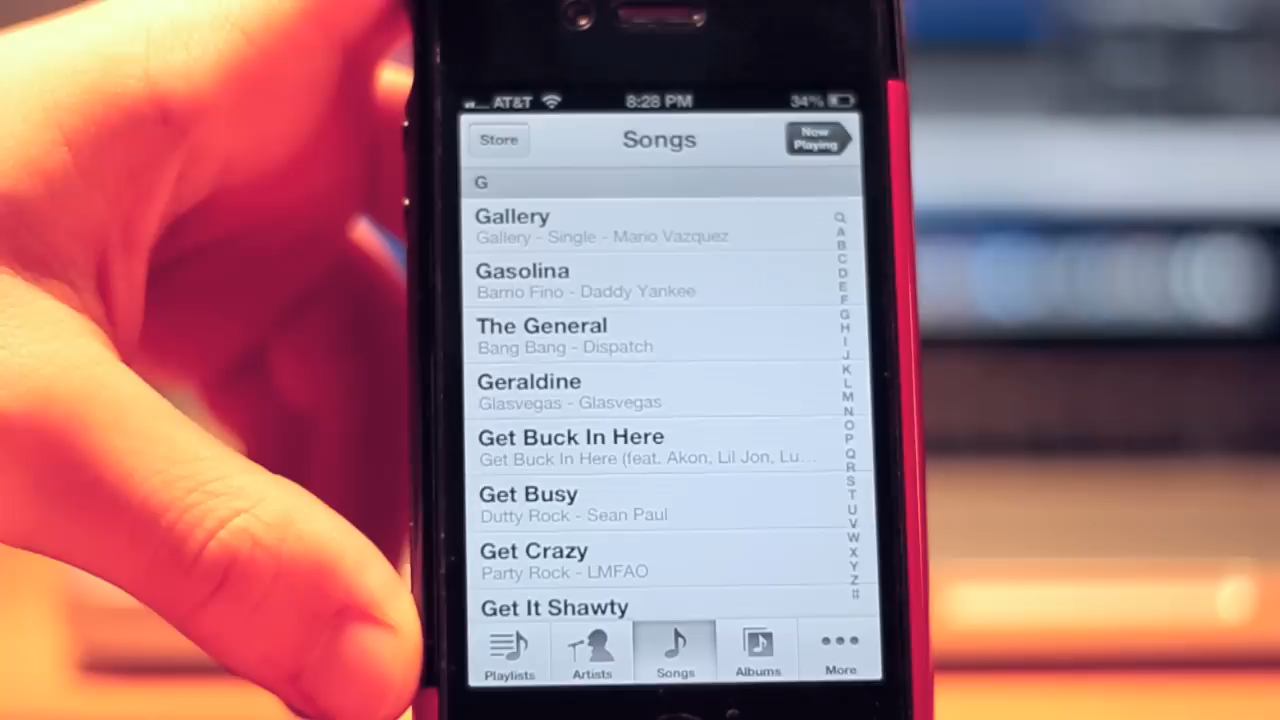 AT&T 8:28 PM 34%
Store Songs Now Playing
G
Gallery
Gallery - Single - Mario Vazquez
Gasolina
Barrio Fino - Daddy Yankee
The General
Bang Bang - Dispatch
Geraldine
Glasvegas - Glasvegas
Get Buck In Here
Get Buck In Here (feat. Akon, Lil Jon, Lu...
Get Busy
Dutty Rock - Sean Paul
Get Crazy
Party Rock - LMFAO
Get It Shawty
A
B
C
D
E
F
G
H
I
J
K
L
M
N
O
P
Q
R
S
T
U
V
W
X
Y
Z
#
Playlists Artists Songs Albums More